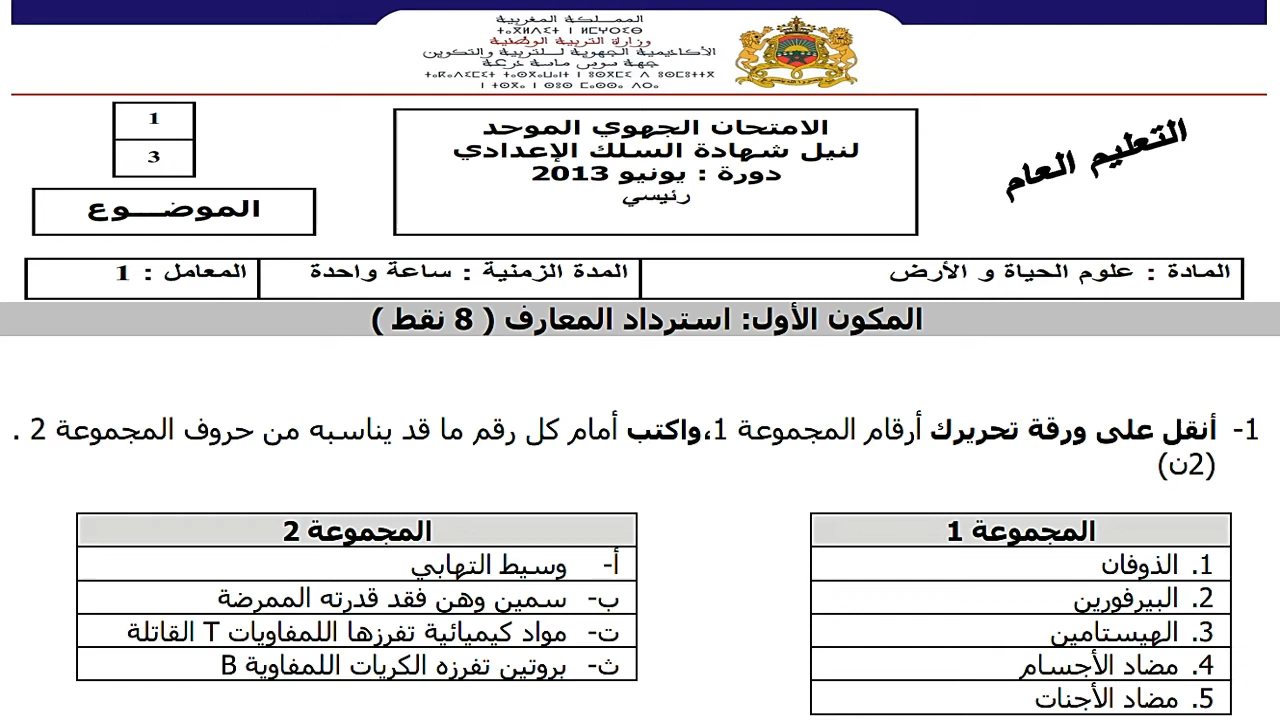 المملكة المغربية
ⵜⴰⴳⵍⴷⵉⵜ ⵏ ⵍⵎⵖⵔⵉⴱ
وزارة التربية الوطنية
الأكاديمية الجهوية للتربية والتكوين
جهة سوس ماسة درعة
التعليم العام
1
3
الامتحان الجهوي الموحد
لنيل شهادة السلك الإعدادي
دورة : يونيو 2013
رئيسي
الموضــوع
المادة : علوم الحياة و الأرض
المدة الزمنية : ساعة واحدة
المعامل : 1
المكون الأول: استرداد المعارف ( 8 نقط )
1- أنقل على ورقة تحريرك أرقام المجموعة 1،واكتب أمام كل رقم ما قد يناسبه من حروف المجموعة 2 .
(2ن)
المجموعة 1
1. الذوفان
2. البيرفورين
3. الهيستامين
4. مضاد الأجسام
5. مضاد الأجنات
المجموعة 2
أ- وسيط التهابي
ب- سمين وهن فقد قدرته الممرضة
ت- مواد كيميائية تفرزها اللمفاويات T القاتلة
ث- بروتين تفرزه الكريات اللمفاوية B